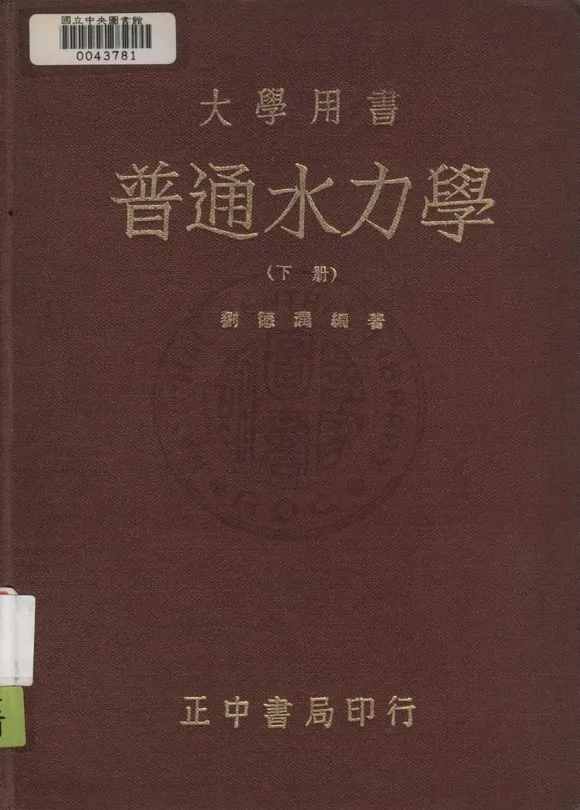 國立中央圖書館
0043781
大學用書
普通水力學
(下 册)
劉德潤編著
正中書局印行